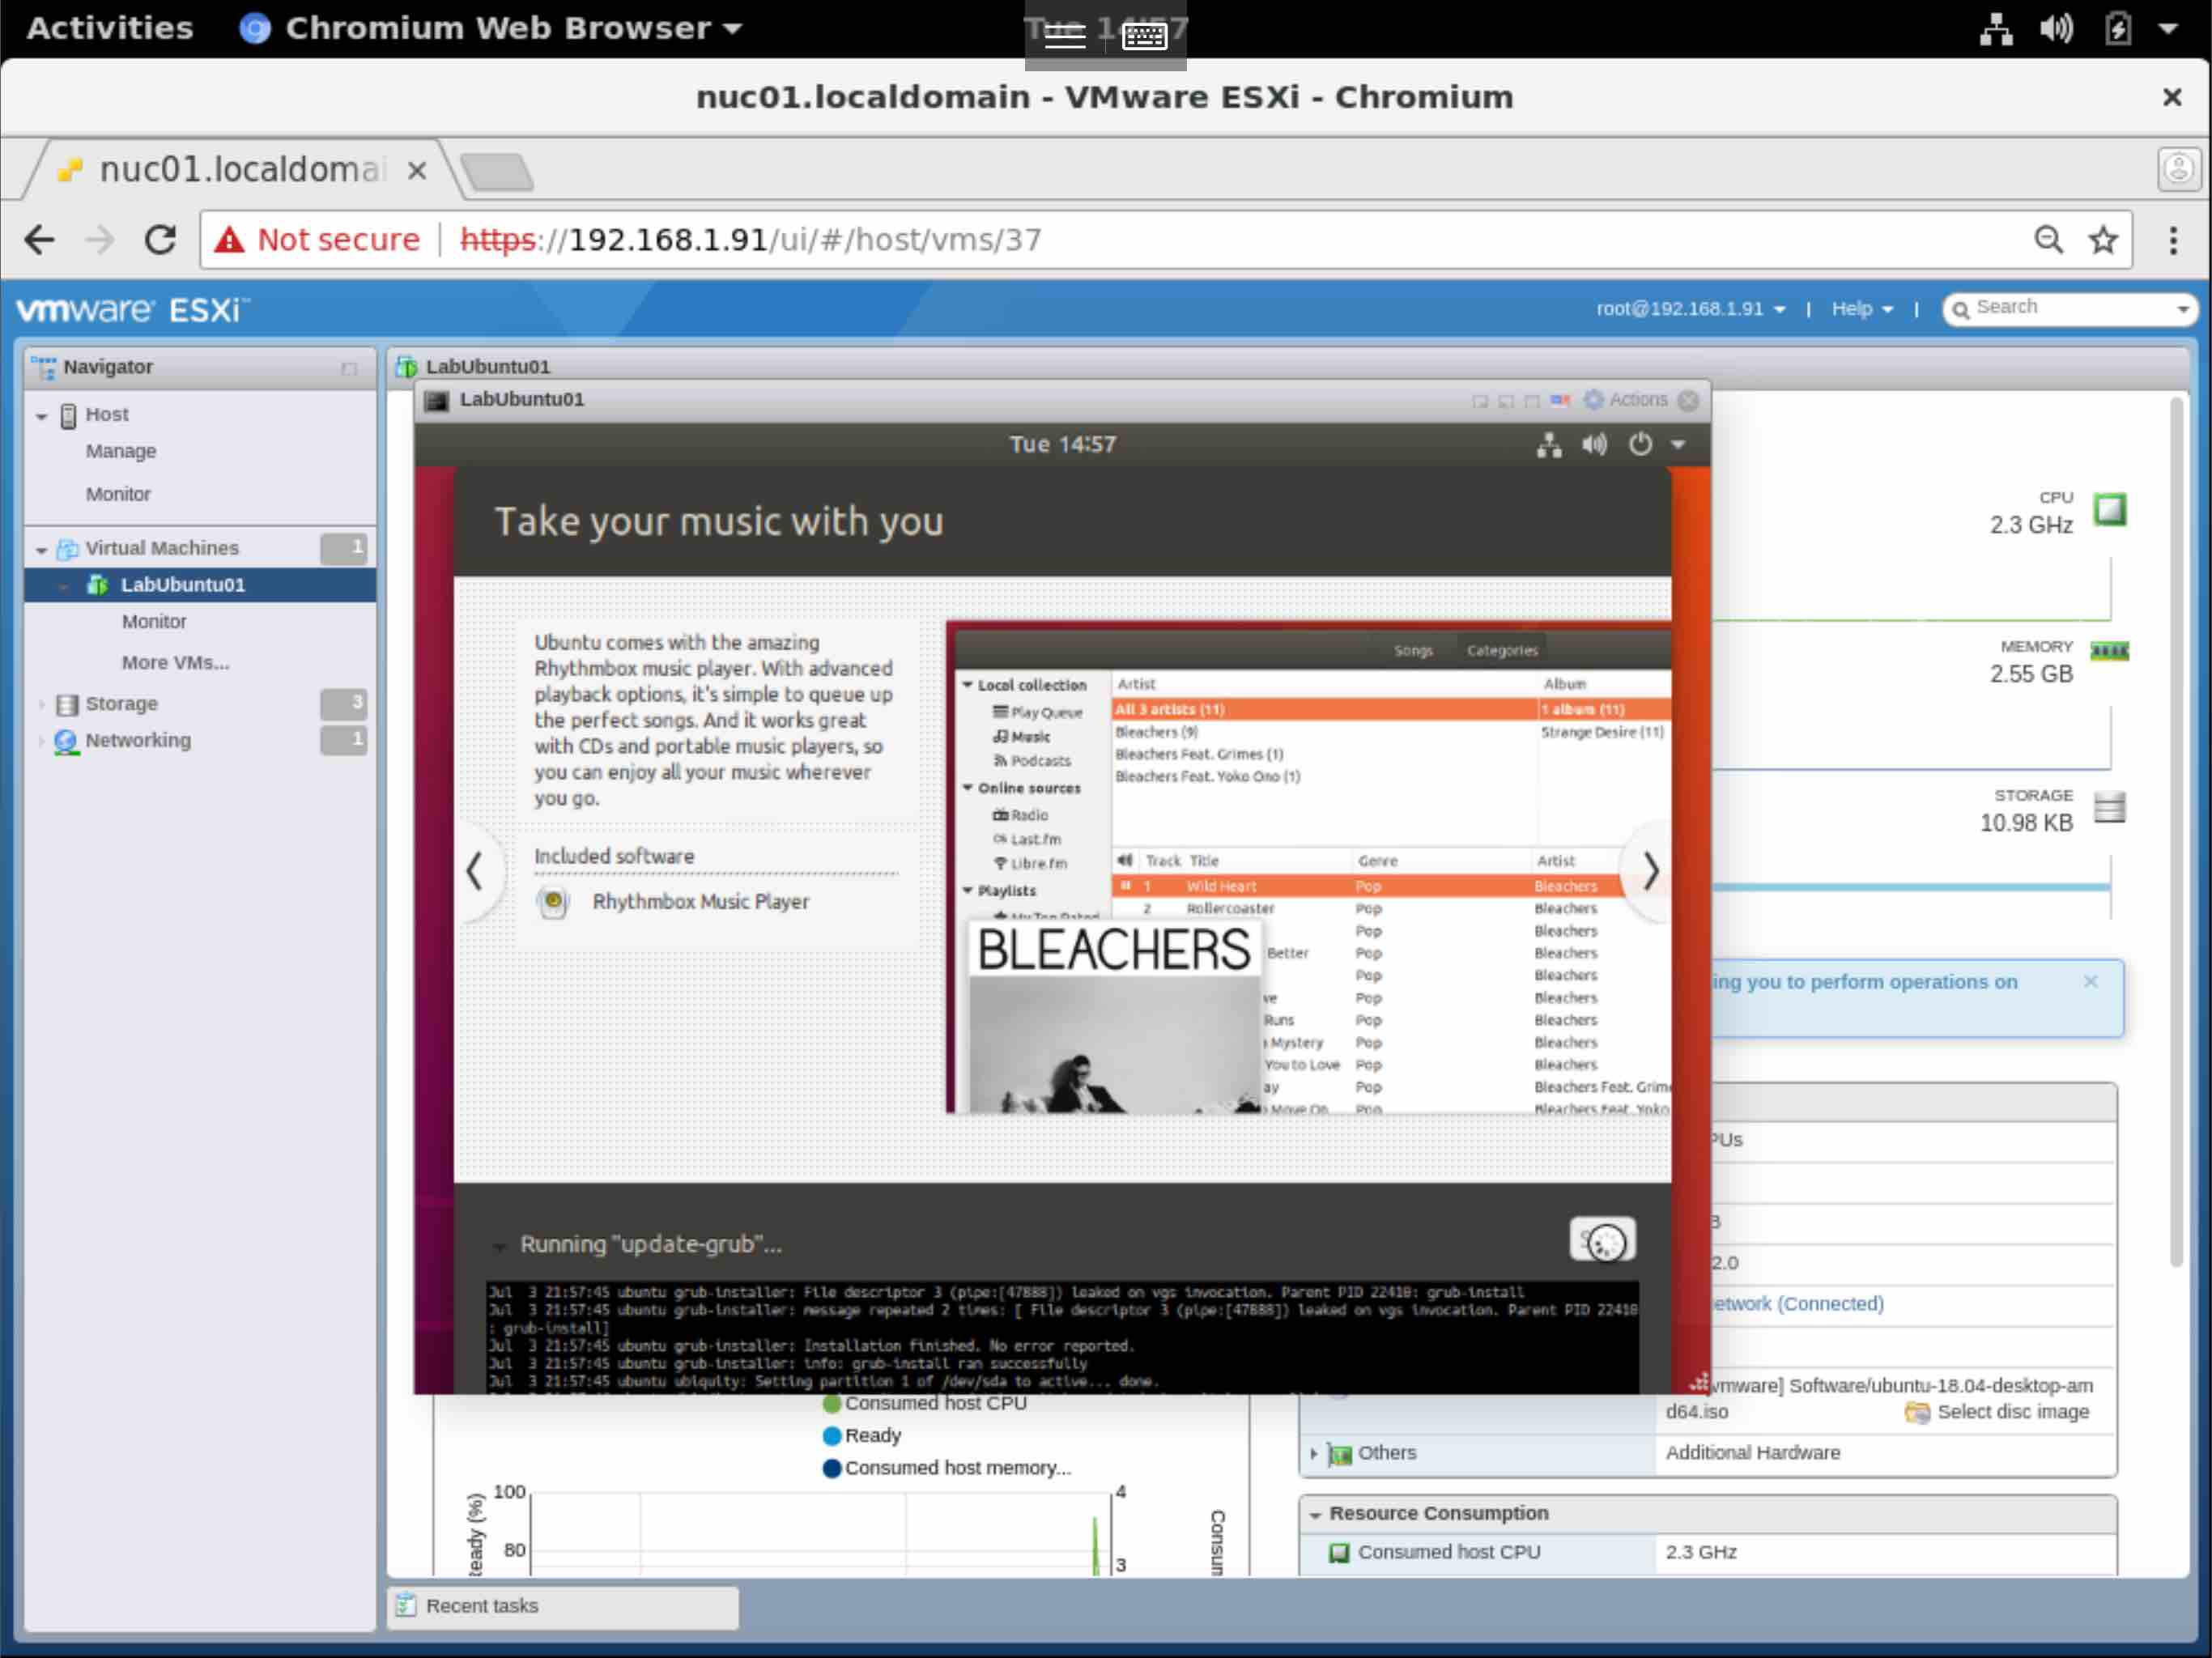 Activities
Chromium Web Browser
Tue 14:57
nuc01.localdomain - VMware ESXi - Chromium
nuc01.localdomai
Not secure
https://192.168.1.91/ui/#/host/vms/37
vmware ESXi
root@192.168.1.91
|
Help
|
Search
Navigator
Host
Manage
Monitor
Virtual Machines
1
LabUbuntu01
Monitor
More VMs...
Storage
3
Networking
1
LabUbuntu01
LabUbuntu01
Actions
Tue 14:57
Take your music with you
Ubuntu comes with the amazing
Rhythmbox music player. With advanced
playback options, it's simple to queue up
the perfect songs. And it works great
with CDs and portable music players, so
you can enjoy all your music wherever
you go.
Included software
Rhythmbox Music Player
Songs
Categories
Local collection
Play Queue
Music
Podcasts
Online sources
Radio
Last.fm
Libre.fm
Playlists
My Top Rated
Artist
Album
All 3 artists (11)
1 album (11)
Bleachers (9)
Strange Desire (11)
Bleachers Feat. Grimes (1)
Bleachers Feat. Yoko Ono (1)
Track Title Genre Artist
1 Wild Heart Pop Bleachers
2 Rollercoaster Pop Bleachers
Pop Bleachers
Better Pop Bleachers
Pop Bleachers
ve Pop Bleachers
Runs Pop Bleachers
Mystery Pop Bleachers
You to Love Pop Bleachers
ay Pop Bleachers Feat. Grim
Move On Pop Bleachers Feat. Yoko
BLEACHERS
Running "update-grub"...
Jul 3 21:57:45 ubuntu grub-installer: File descriptor 3 (pipe:[47888]) leaked on vgs invocation. Parent PID 22410: grub-install
Jul 3 21:57:45 ubuntu grub-installer: message repeated 2 times: [ File descriptor 3 (pipe:[47888]) leaked on vgs invocation. Parent PID 22410
: grub-install]
Jul 3 21:57:45 ubuntu grub-installer: Installation finished. No error reported.
Jul 3 21:57:45 ubuntu grub-installer: info: grub-install ran successfully
Jul 3 21:57:45 ubuntu ubiquity: Setting partition 1 of /dev/sda to active... done.
CPU
2.3 GHz
MEMORY
2.55 GB
STORAGE
10.98 KB
ing you to perform operations on
PUs
B
2.0
etwork (Connected)
vmware] Software/ubuntu-18.04-desktop-am
d64.iso
Select disc image
Others
Additional Hardware
Resource Consumption
Consumed host CPU
2.3 GHz
Consumed host CPU
Ready
Consumed host memory...
100
80
eady (%)
4
3
Consum
Recent tasks